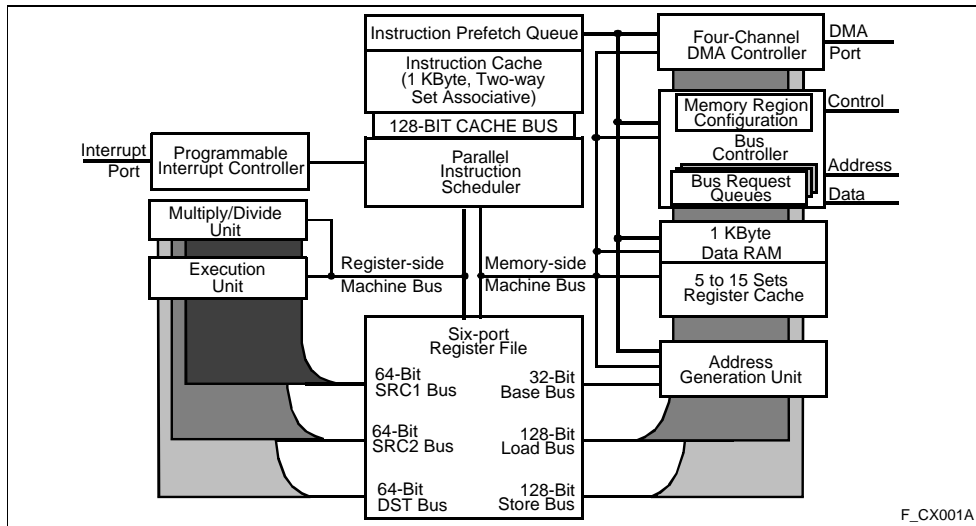 Instruction Prefetch Queue
Instruction Cache
(1 KByte, Two-way
Set Associative)
128-BIT CACHE BUS
Interrupt
Port
Programmable
Interrupt Controller
Parallel
Instruction
Scheduler
Multiply/Divide
Unit
Execution
Unit
Register-side
Machine Bus
Memory-side
Machine Bus
Six-port
Register File
64-Bit
SRC1 Bus
64-Bit
SRC2 Bus
64-Bit
DST Bus
32-Bit
Base Bus
128-Bit
Load Bus
128-Bit
Store Bus
Four-Channel
DMA Controller
DMA
Port
Memory Region
Configuration
Bus
Controller
Bus Request
Queues
Control
Address
Data
1 KByte
Data RAM
5 to 15 Sets
Register Cache
Address
Generation Unit
F_CX001A